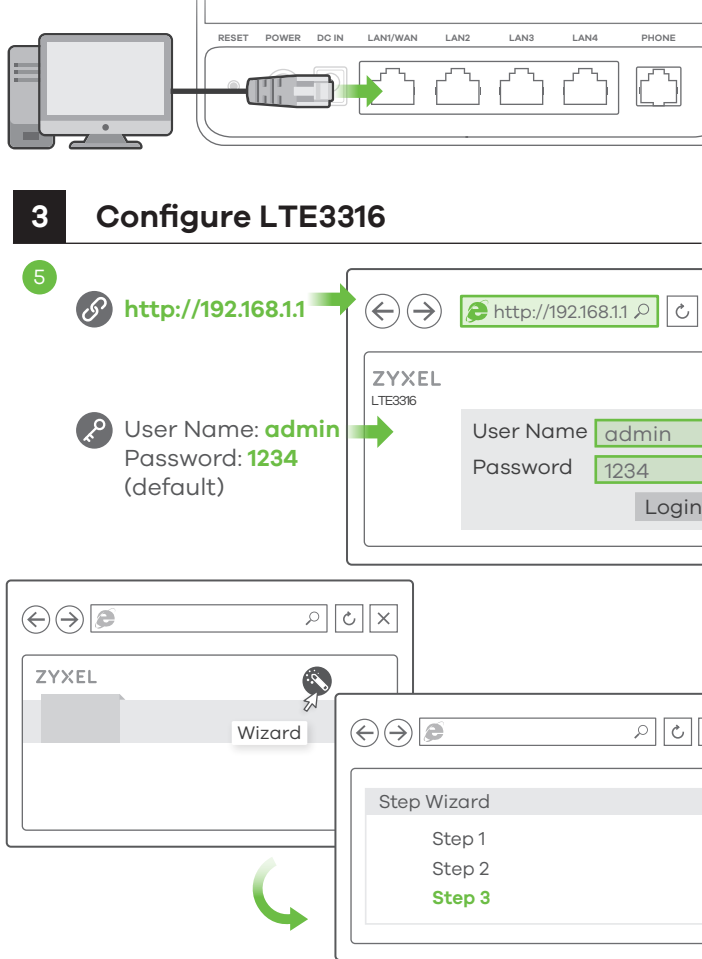 RESET POWER DC IN LAN1/WAN LAN2 LAN3 LAN4 PHONE
3 Configure LTE3316
5
http://192.168.1.1
http://192.168.1.1
ZYXEL
LTE3316
User Name: admin
Password: 1234
(default)
User Name admin
Password 1234
Login
ZYXEL
Wizard
Step Wizard
Step 1
Step 2
Step 3